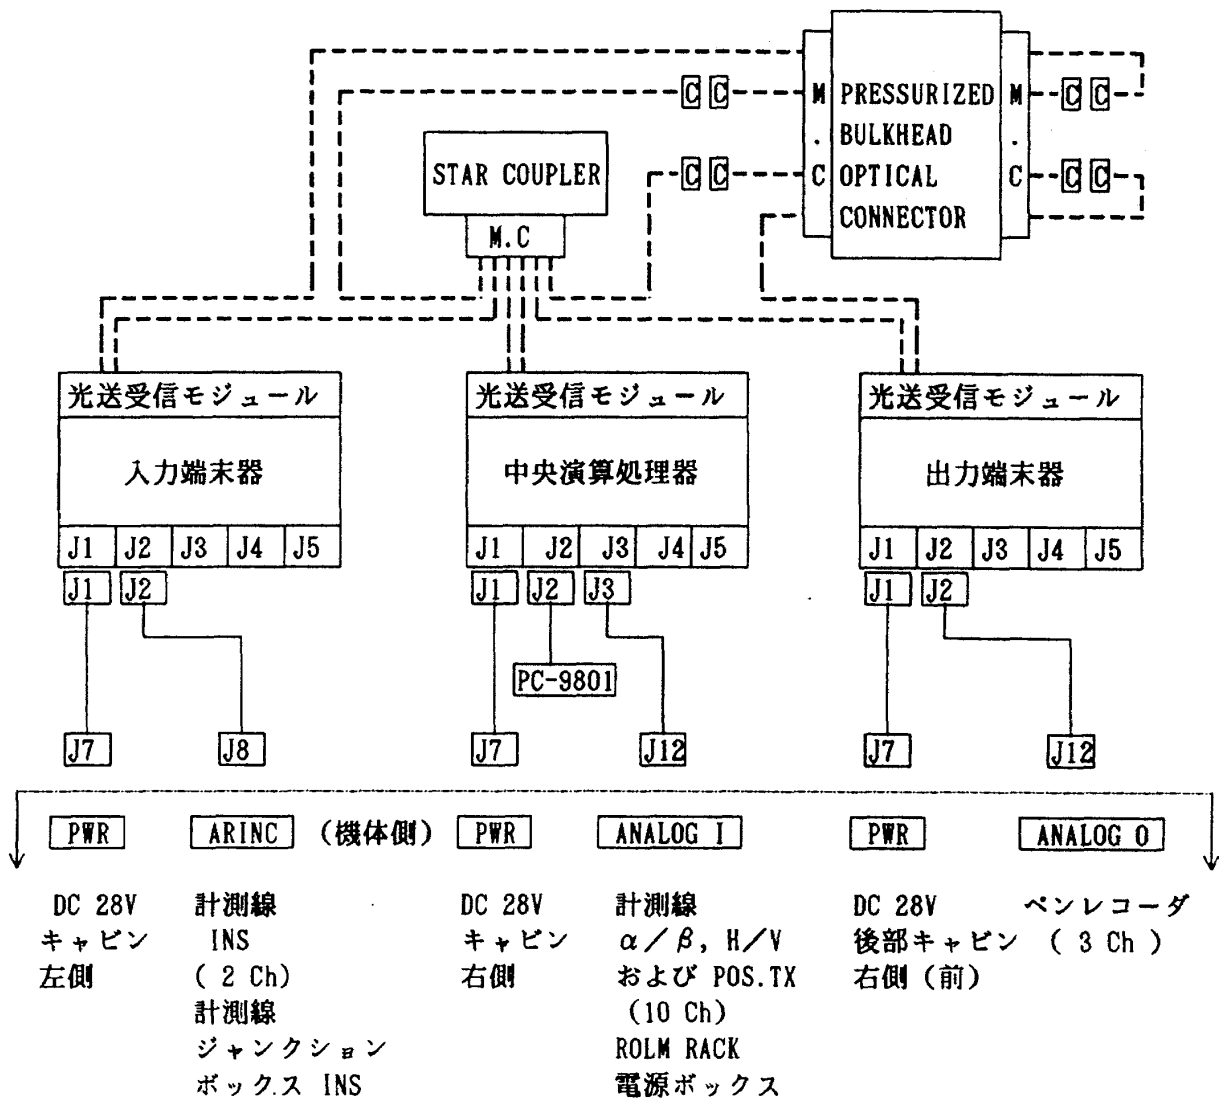 C C
M PRESSURIZED M
C C
. BULKHEAD .
STAR COUPLER
C C
C OPTICAL C
C C
CONNECTOR
M.C
光送受信モジュール
光送受信モジュール
光送受信モジュール
入力端末器
中央演算処理器
出力端末器
J1 J2 J3 J4 J5
J1 J2 J3 J4 J5
J1 J2 J3 J4 J5
J1 J2
J1 J2 J3
J1 J2
PC-9801
J7 J8
J7 J12
J7 J12
PWR ARINC (機体側) PWR ANALOG I PWR ANALOG O
DC 28V
キャビン
左側
計測線
INS
( 2 Ch)
計測線
ジャンクション
ボックス INS
DC 28V
キャビン
右側
計測線
α/β, H/V
および POS.TX
(10 Ch)
ROLM RACK
電源ボックス
DC 28V
後部キャビン
右側 (前)
ペンレコーダ
( 3 Ch )